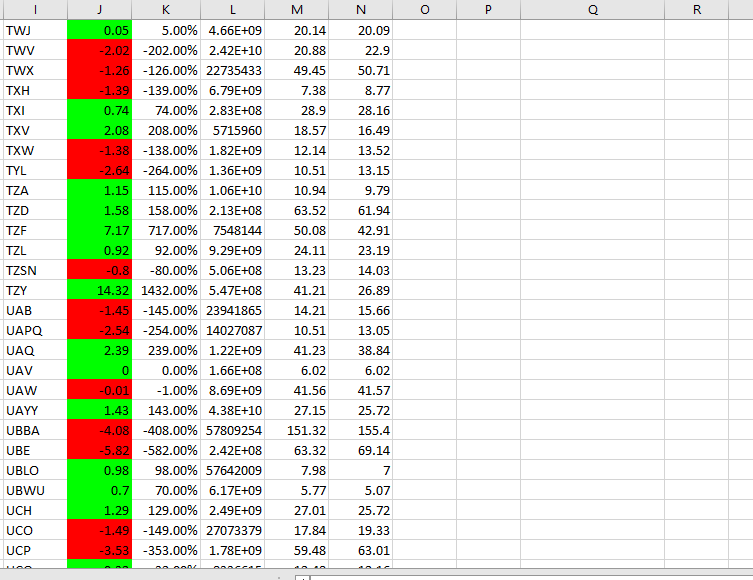 I J K L M N O P Q R
TWJ 0.05 5.00% 4.66E+09 20.14 20.09
TWV -2.02 -202.00% 2.42E+10 20.88 22.9
TWX -1.26 -126.00% 22735433 49.45 50.71
TXH -1.39 -139.00% 6.79E+09 7.38 8.77
TXI 0.74 74.00% 2.83E+08 28.9 28.16
TXV 2.08 208.00% 5715960 18.57 16.49
TXW -1.38 -138.00% 1.82E+09 12.14 13.52
TYL -2.64 -264.00% 1.36E+09 10.51 13.15
TZA 1.15 115.00% 1.06E+10 10.94 9.79
TZD 1.58 158.00% 2.13E+08 63.52 61.94
TZF 7.17 717.00% 7548144 50.08 42.91
TZL 0.92 92.00% 9.29E+09 24.11 23.19
TZSN -0.8 -80.00% 5.06E+08 13.23 14.03
TZY 14.32 1432.00% 5.47E+08 41.21 26.89
UAB -1.45 -145.00% 23941865 14.21 15.66
UAPQ -2.54 -254.00% 14027087 10.51 13.05
UAQ 2.39 239.00% 1.22E+09 41.23 38.84
UAV 0 0.00% 1.66E+08 6.02 6.02
UAW -0.01 -1.00% 8.69E+09 41.56 41.57
UAYY 1.43 143.00% 4.38E+10 27.15 25.72
UBBA -4.08 -408.00% 57809254 151.32 155.4
UBE -5.82 -582.00% 2.42E+08 63.32 69.14
UBLO 0.98 98.00% 57642009 7.98 7
UBWU 0.7 70.00% 6.17E+09 5.77 5.07
UCH 1.29 129.00% 2.49E+09 27.01 25.72
UCO -1.49 -149.00% 27073379 17.84 19.33
UCP -3.53 -353.00% 1.78E+09 59.48 63.01